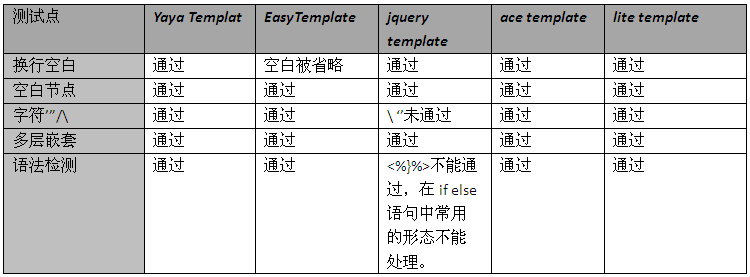 测试点 Yaya Templat EasyTemplate jquery template ace template lite template
换行空白 通过 空白被省略 通过 通过 通过
空白节点 通过 通过 通过 通过 通过
字符’”/\ 通过 通过 \ “未通过 通过 通过
多层嵌套 通过 通过 通过 通过 通过
语法检测 通过 通过 <%}%>不能通过，在 if else 语句中常用的形态不能处理。 通过 通过